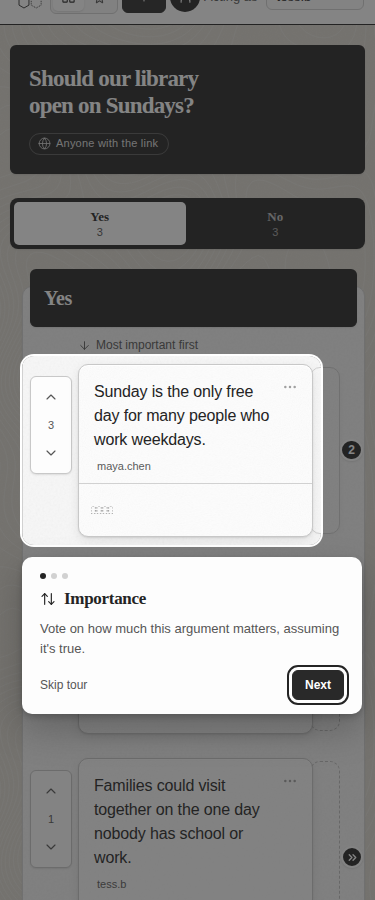 Should our library
open on Sundays?
Anyone with the link
Yes
3
No
3
Yes
Most important first
Sunday is the only free
day for many people who
work weekdays.
3
maya.chen
2
Importance
Vote on how much this argument matters, assuming
it's true.
Skip tour
Next
Families could visit
together on the one day
nobody has school or
work.
1
tess.b